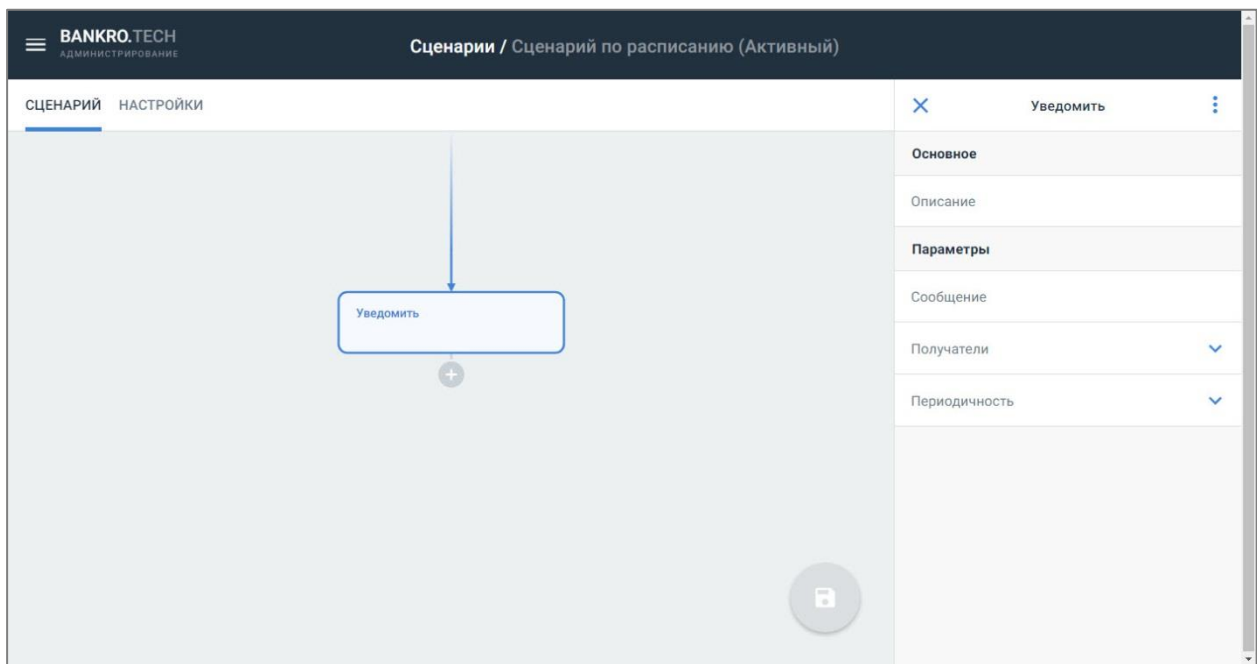 BANKRO.TECH
АДМИНИСТРИРОВАНИЕ
Сценарии / Сценарий по расписанию (Активный)
СЦЕНАРИЙ НАСТРОЙКИ
Уведомить
Уведомить
Основное
Описание
Параметры
Сообщение
Получатели
Периодичность